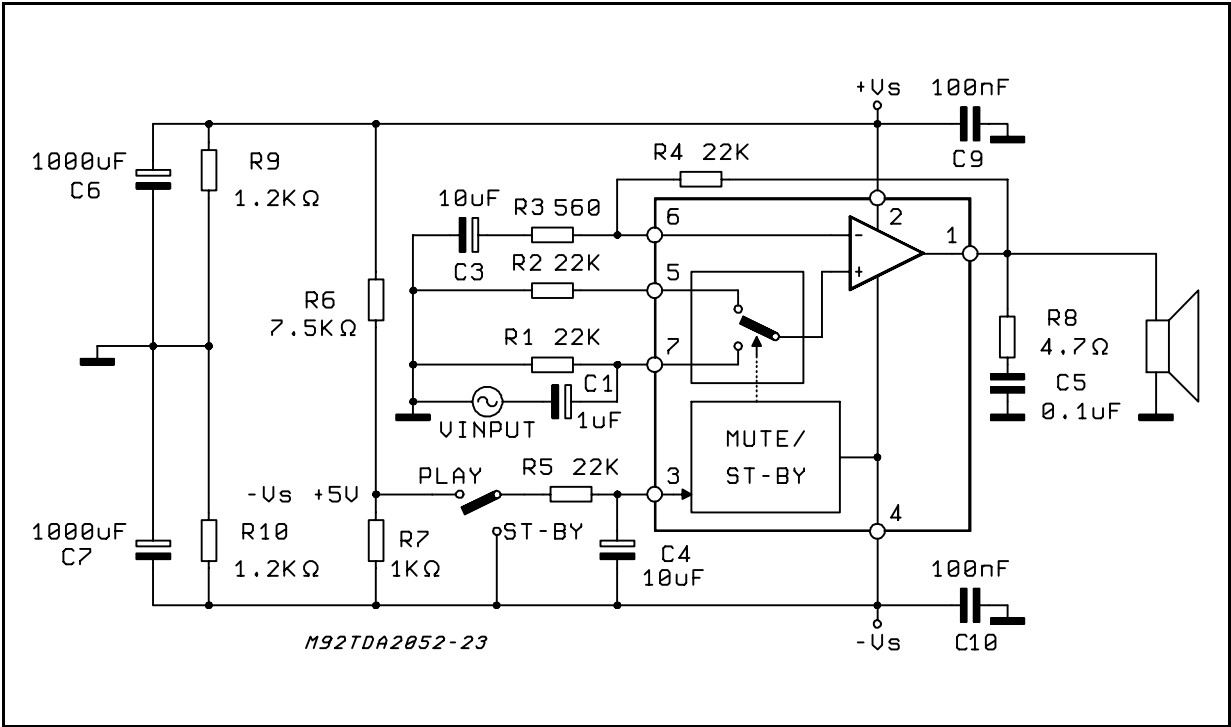 +Vs 100nF
C9
1000uF
C6
R9
1.2KΩ
R4 22K
10uF
C3
R3 560
R2 22K
6
2
1
5
R6
7.5KΩ
R1 22K
7
C1
1uF
VINPUT
-
+
R8
4.7Ω
C5
0.1uF
MUTE/
ST-BY
-Vs +5V
PLAY
R5 22K
3
ST-BY
4
1000uF
C7
R10
1.2KΩ
R7
1KΩ
C4
10uF
100nF
C10
-Vs
M92TDA2052-23